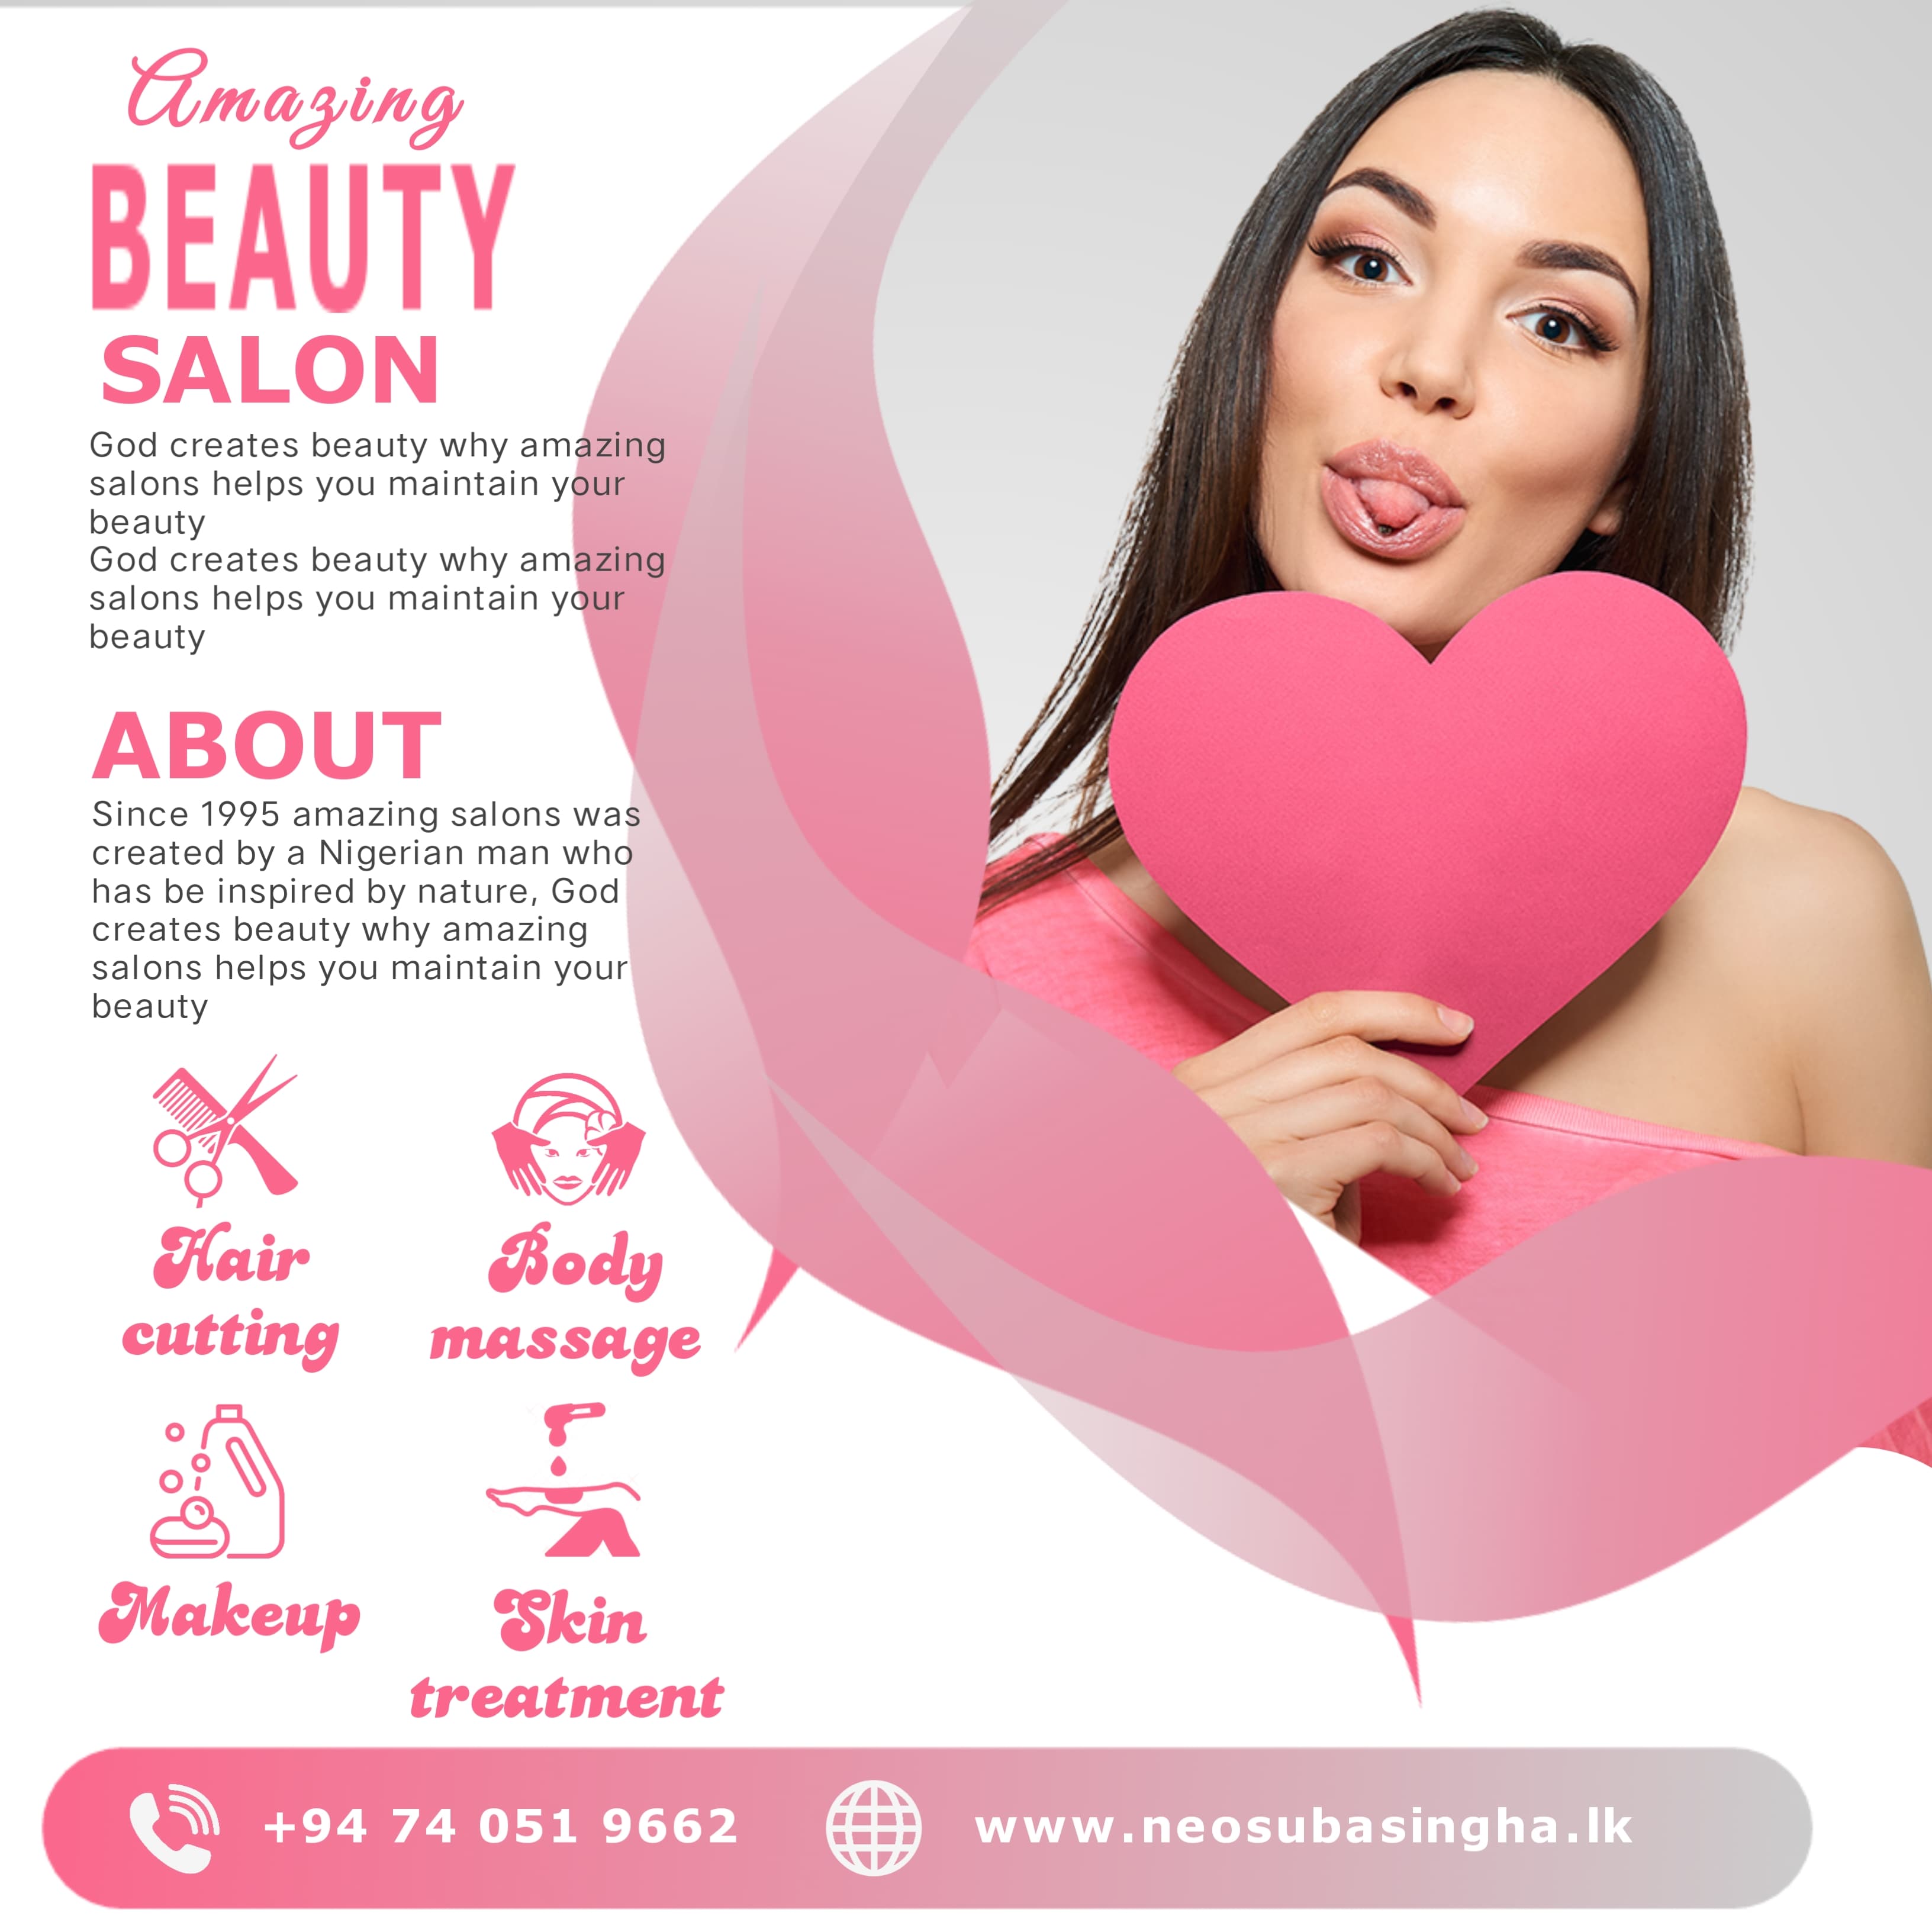 Amazing
BEAUTY
SALON
God creates beauty why amazing
salons helps you maintain your
beauty
God creates beauty why amazing
salons helps you maintain your
beauty
ABOUT
Since 1995 amazing salons was
created by a Nigerian man who
has be inspired by nature, God
creates beauty why amazing
salons helps you maintain your
beauty
Hair
cutting
Body
massage
Makeup
Skin
treatment
+94 74 051 9662
www.neosubasingha.lk